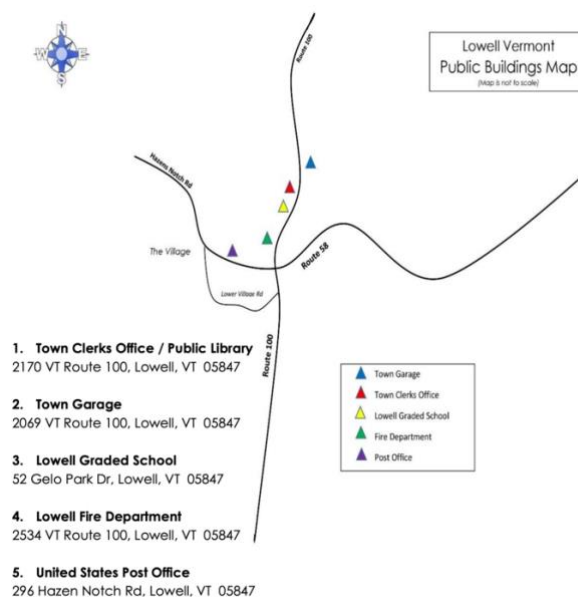 N
W E
S
Lowell Vermont
Public Buildings Map
(Map is not to scale)
Route 100
Hazens Notch Rd
The Village
Route 58
Lower Village Rd
Route 100
1. Town Clerks Office / Public Library
2170 VT Route 100, Lowell, VT 05847
2. Town Garage
2069 VT Route 100, Lowell, VT 05847
3. Lowell Graded School
52 Gelo Park Dr, Lowell, VT 05847
4. Lowell Fire Department
2534 VT Route 100, Lowell, VT 05847
5. United States Post Office
296 Hazen Notch Rd, Lowell, VT 05847
Town Garage
Town Clerks Office
Lowell Graded School
Fire Department
Post Office